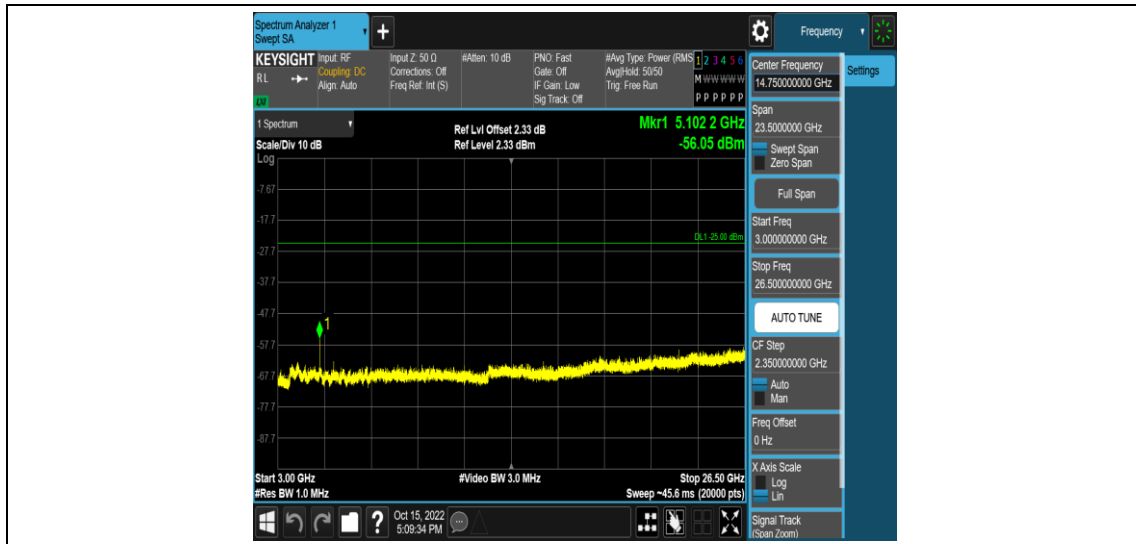 Spectrum Analyzer 1
Swept SA
Frequency
KEYSIGHT
RL
LXI
Input: RF
Coupling: DC
Align: Auto
Input Z: 50 Ω
Corrections: Off
Freq Ref: Int (S)
#Atten: 10 dB
PNO: Fast
Gate: Off
IF Gain: Low
Sig Track: Off
#Avg Type: Power (RMS
Avg|Hold: 50/50
Trig: Free Run
1 2 3 4 5 6
M W W W W W
P P P P P P
1 Spectrum
Scale/Div 10 dB
Log
Ref Lvl Offset 2.33 dB
Ref Level 2.33 dBm
Mkr1 5.102 2 GHz
-56.05 dBm
-7.67
-17.7
DL1 -25.00 dBm
-27.7
-37.7
-47.7
1
-57.7
-67.7
-77.7
-87.7
Start 3.00 GHz
#Res BW 1.0 MHz
#Video BW 3.0 MHz
Stop 26.50 GHz
Sweep ~45.6 ms (20000 pts)
Center Frequency
14.750000000 GHz
Settings
Span
23.5000000 GHz
Swept Span
Zero Span
Full Span
Start Freq
3.000000000 GHz
Stop Freq
26.500000000 GHz
AUTO TUNE
CF Step
2.350000000 GHz
Auto
Man
Freq Offset
0 Hz
X Axis Scale
Log
Lin
Signal Track
(Span Zoom)
?
Oct 15, 2022
5:09:34 PM